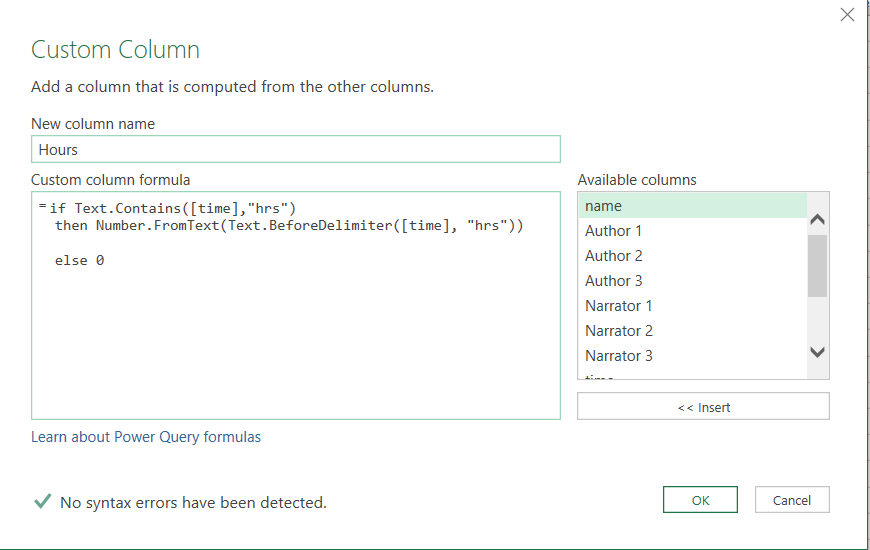 Custom Column
Add a column that is computed from the other columns.
New column name
Hours
Custom column formula
= if Text.Contains([time],"hrs")
then Number.FromText(Text.BeforeDelimiter([time], "hrs"))
else 0
Available columns
name
Author 1
Author 2
Author 3
Narrator 1
Narrator 2
Narrator 3
time
<< Insert
Learn about Power Query formulas
No syntax errors have been detected.
OK
Cancel